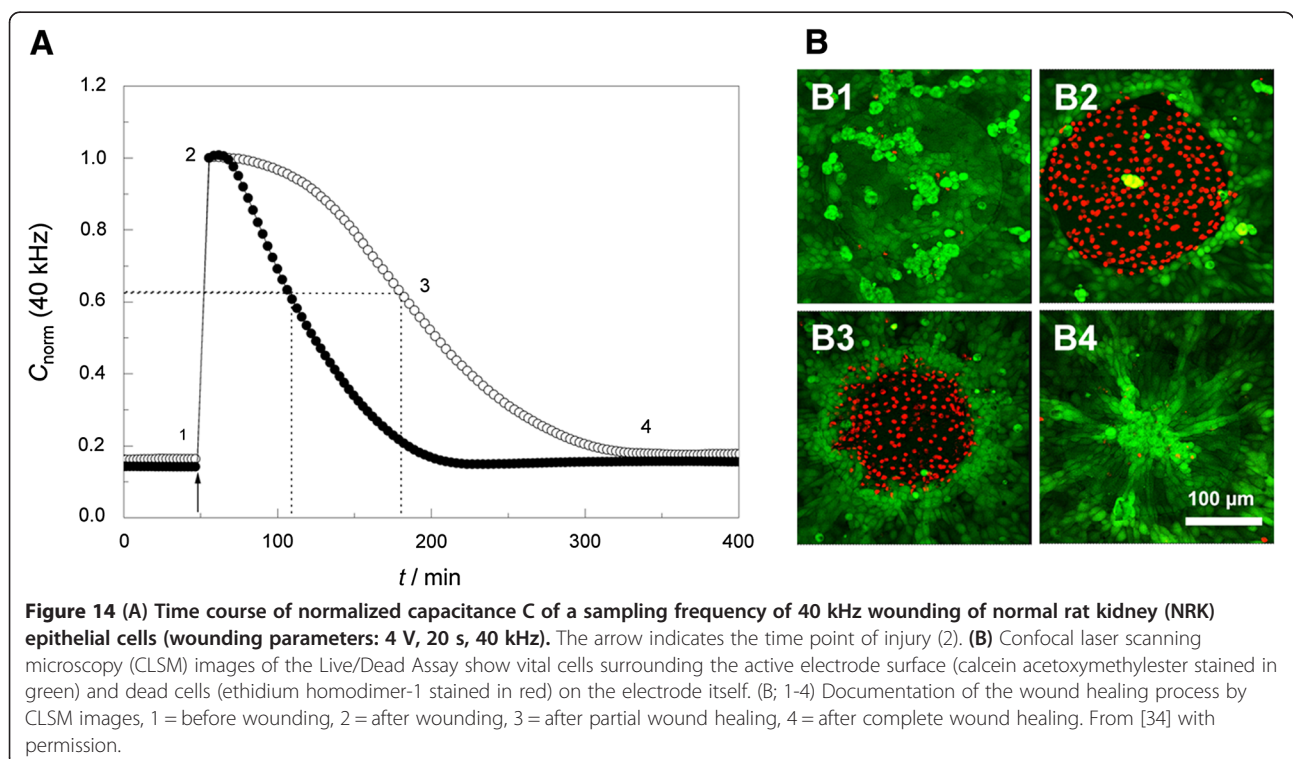 A
B
1.2
1.0
0.8
0.6
0.4
0.2
0.0
C_norm (40 kHz)
2
3
1
4
0
100
200
300
400
t / min
B1
B2
B3
B4
100 µm
Figure 14 (A) Time course of normalized capacitance C of a sampling frequency of 40 kHz wounding of normal rat kidney (NRK)
epithelial cells (wounding parameters: 4 V, 20 s, 40 kHz). The arrow indicates the time point of injury (2). (B) Confocal laser scanning
microscopy (CLSM) images of the Live/Dead Assay show vital cells surrounding the active electrode surface (calcein acetoxymethylester stained in
green) and dead cells (ethidium homodimer-1 stained in red) on the electrode itself. (B; 1-4) Documentation of the wound healing process by
CLSM images, 1 = before wounding, 2 = after wounding, 3 = after partial wound healing, 4 = after complete wound healing. From [34] with
permission.